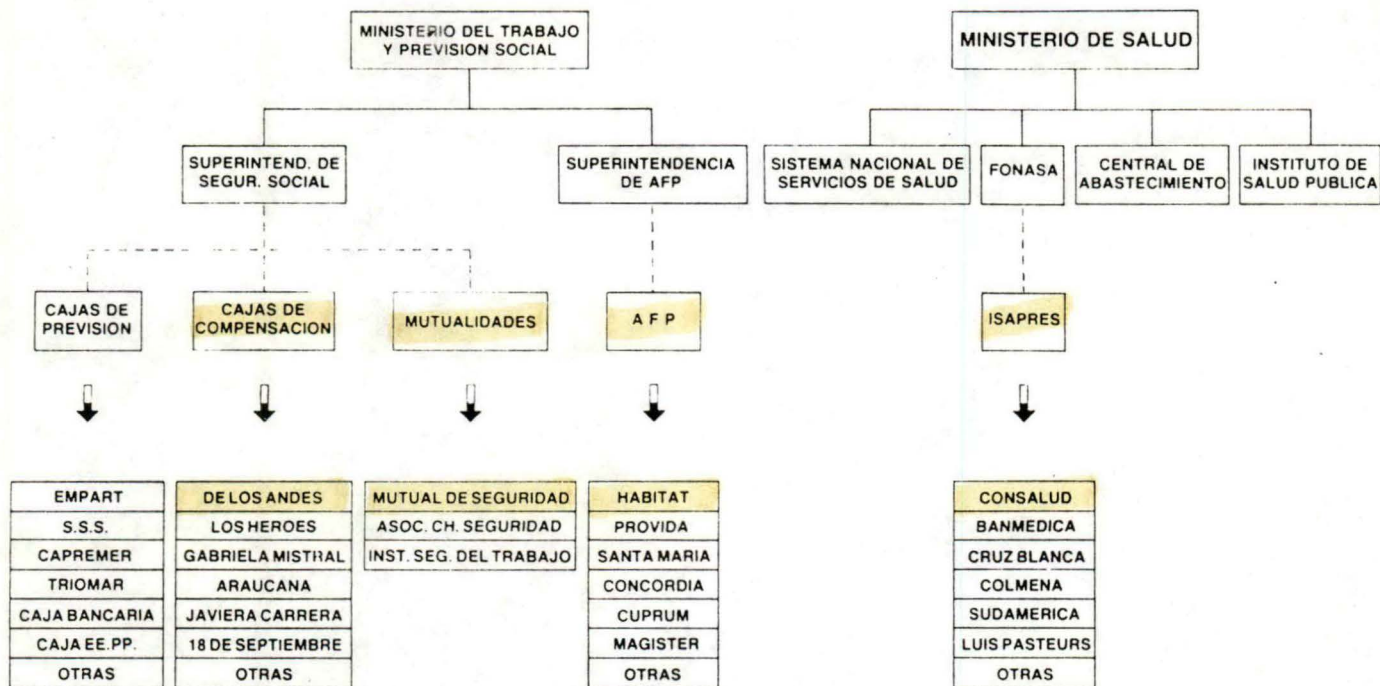 MINISTERIO DEL TRABAJO
Y PREVISION SOCIAL
MINISTERIO DE SALUD
SUPERINTEND. DE
SEGUR. SOCIAL
SUPERINTENDENCIA
DE AFP
SISTEMA NACIONAL DE
SERVICIOS DE SALUD
FONASA
CENTRAL DE
ABASTECIMIENTO
INSTITUTO DE
SALUD PUBLICA
CAJAS DE
PREVISION
CAJAS DE
COMPENSACION
MUTUALIDADES
A F P
ISAPRES
EMPART
S.S.S.
CAPREMER
TRIOMAR
CAJA BANCARIA
CAJA EE.PP.
OTRAS
DE LOS ANDES
LOS HEROES
GABRIELA MISTRAL
ARAUCANA
JAVIERA CARRERA
18 DE SEPTIEMBRE
OTRAS
MUTUAL DE SEGURIDAD
ASOC. CH. SEGURIDAD
INST. SEG. DEL TRABAJO
HABITAT
PROVIDA
SANTA MARIA
CONCORDIA
CUPRUM
MAGISTER
OTRAS
CONSALUD
BANMEDICA
CRUZ BLANCA
COLMENA
SUDAMERICA
LUIS PASTEURS
OTRAS